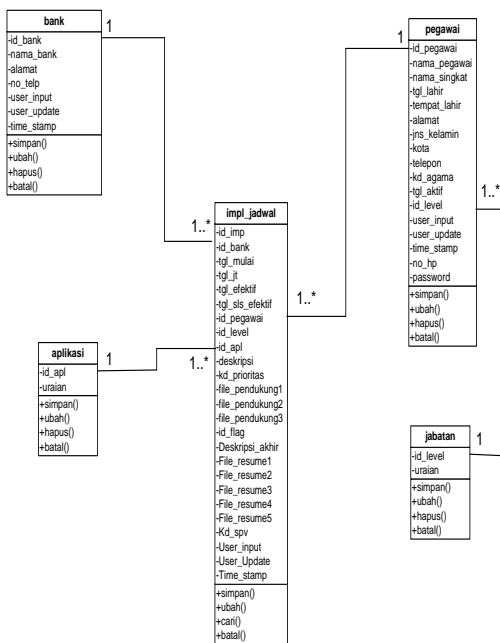 bank
-id_bank
-nama_bank
-alamat
-no_telp
-user_input
-user_update
-time_stamp
+simpan()
+ubah()
+hapus()
+batal()
1
1..*
impl_jadwal
-id_imp
-id_bank
-tgl_mulai
-tgl_jt
-tgl_efektif
-tgl_sls_efektif
-id_pegawai
-id_level
-id_apl
-deskripsi
-kd_prioritas
-file_pendukung1
-file_pendukung2
-file_pendukung3
-id_flag
-Deskripsi_akhir
-File_resume1
-File_resume2
-File_resume3
-File_resume4
-File_resume5
-Kd_spv
-User_input
-User_Update
-Time_stamp
+simpan()
+ubah()
+cari()
+batal()
aplikasi
-id_apl
-uraian
+simpan()
+ubah()
+hapus()
+batal()
1
1..*
pegawai
-id_pegawai
-nama_pegawai
-nama_singkat
-tgl_lahir
-tempat_lahir
-alamat
-jns_kelamin
-kota
-telepon
-kd_agama
-tgl_aktif
-id_level
-user_input
-user_update
-time_stamp
-no_hp
-password
+simpan()
+ubah()
+hapus()
+batal()
1
1..*
1..*
jabatan
-id_level
-uraian
+simpan()
+ubah()
+hapus()
+batal()
1